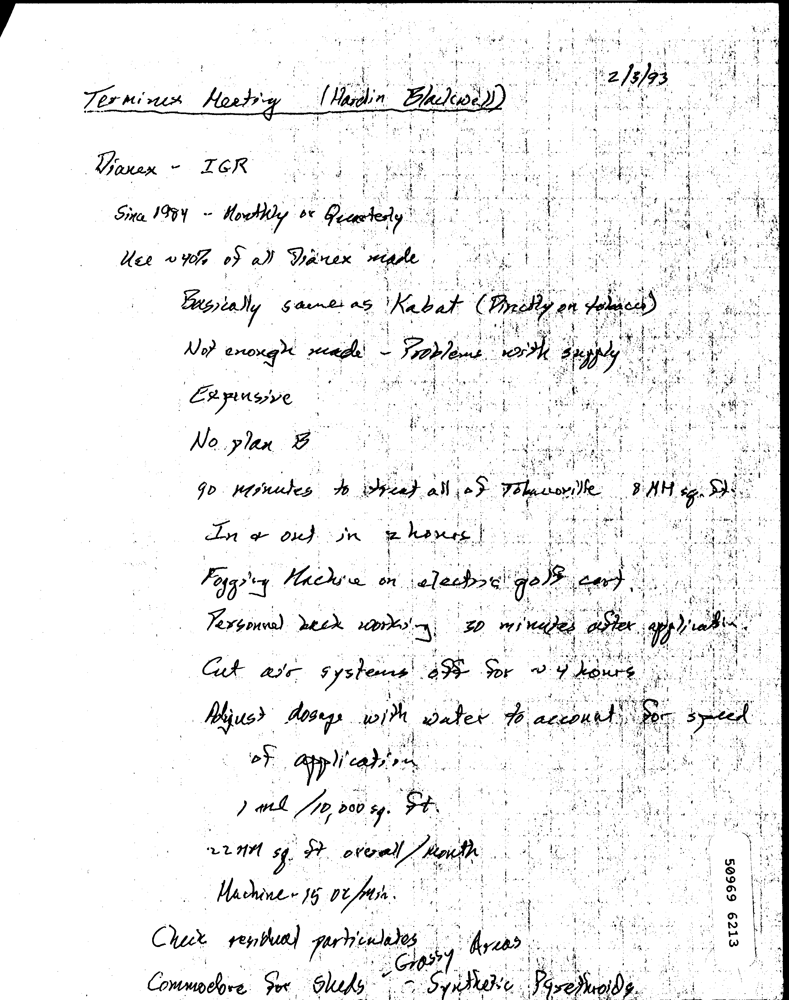 2/3/93
Terminex Meeting (Hardin Blackwell)
Dianex - IGR
Since 1984 -- Monthly or Quarterly
Use ~40% of all Dianex made
Basically same as Kabat (Directly on tobacco)
Not enough made - Problems with supply
Expensive
No plan B
90 minutes to treat all of Tobaccoville 8 MM sq. ft.
In & out in 2 hours
Fogging Machine on electric golf cart.
Personnel back working 30 minutes after application.
Cut air systems off for ~ 4 hours
Adjust dosage with water to account for speed
of application
1 ml /10,000 sq. ft.
22 MM sq. ft overall/month
Machine - 15 oz/min.
Check residual particulates
- Grassy Areas
Commodore for Sheds - Synthetic Pyrethroids
50969 6213